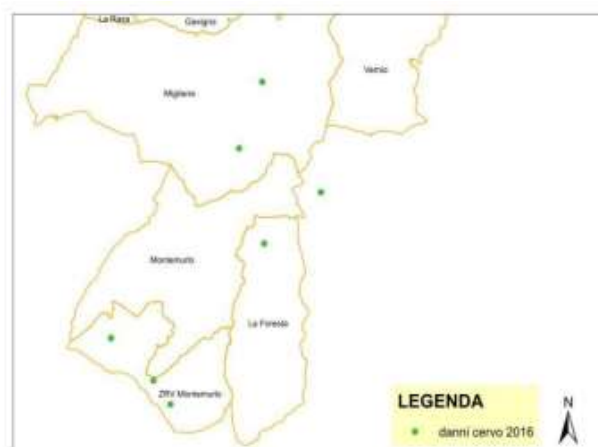 La Rasa
Gavigno
Vernio
Migliana
Montemurlo
La Foresta
ZRV Montemurlo
LEGENDA
N
danni cervo 2016